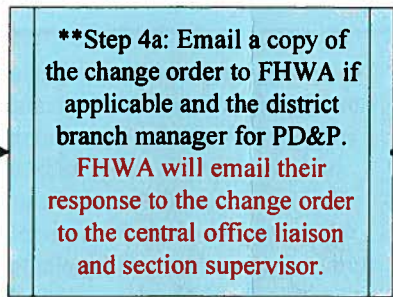 **Step 4a: Email a copy of
the change order to FHWA if
applicable and the district
branch manager for PD&P.
FHWA will email their
response to the change order
to the central office liaison
and section supervisor.